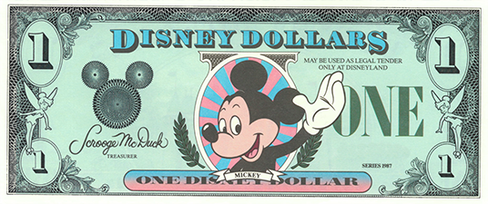 1 DISNEY DOLLARS 1
MAY BE USED AS LEGAL TENDER
ONLY AT DISNEYLAND
ONE
Scrooge McDuck
TREASURER
SERIES 1987
MICKEY
1 ONE DISNEY DOLLAR 1